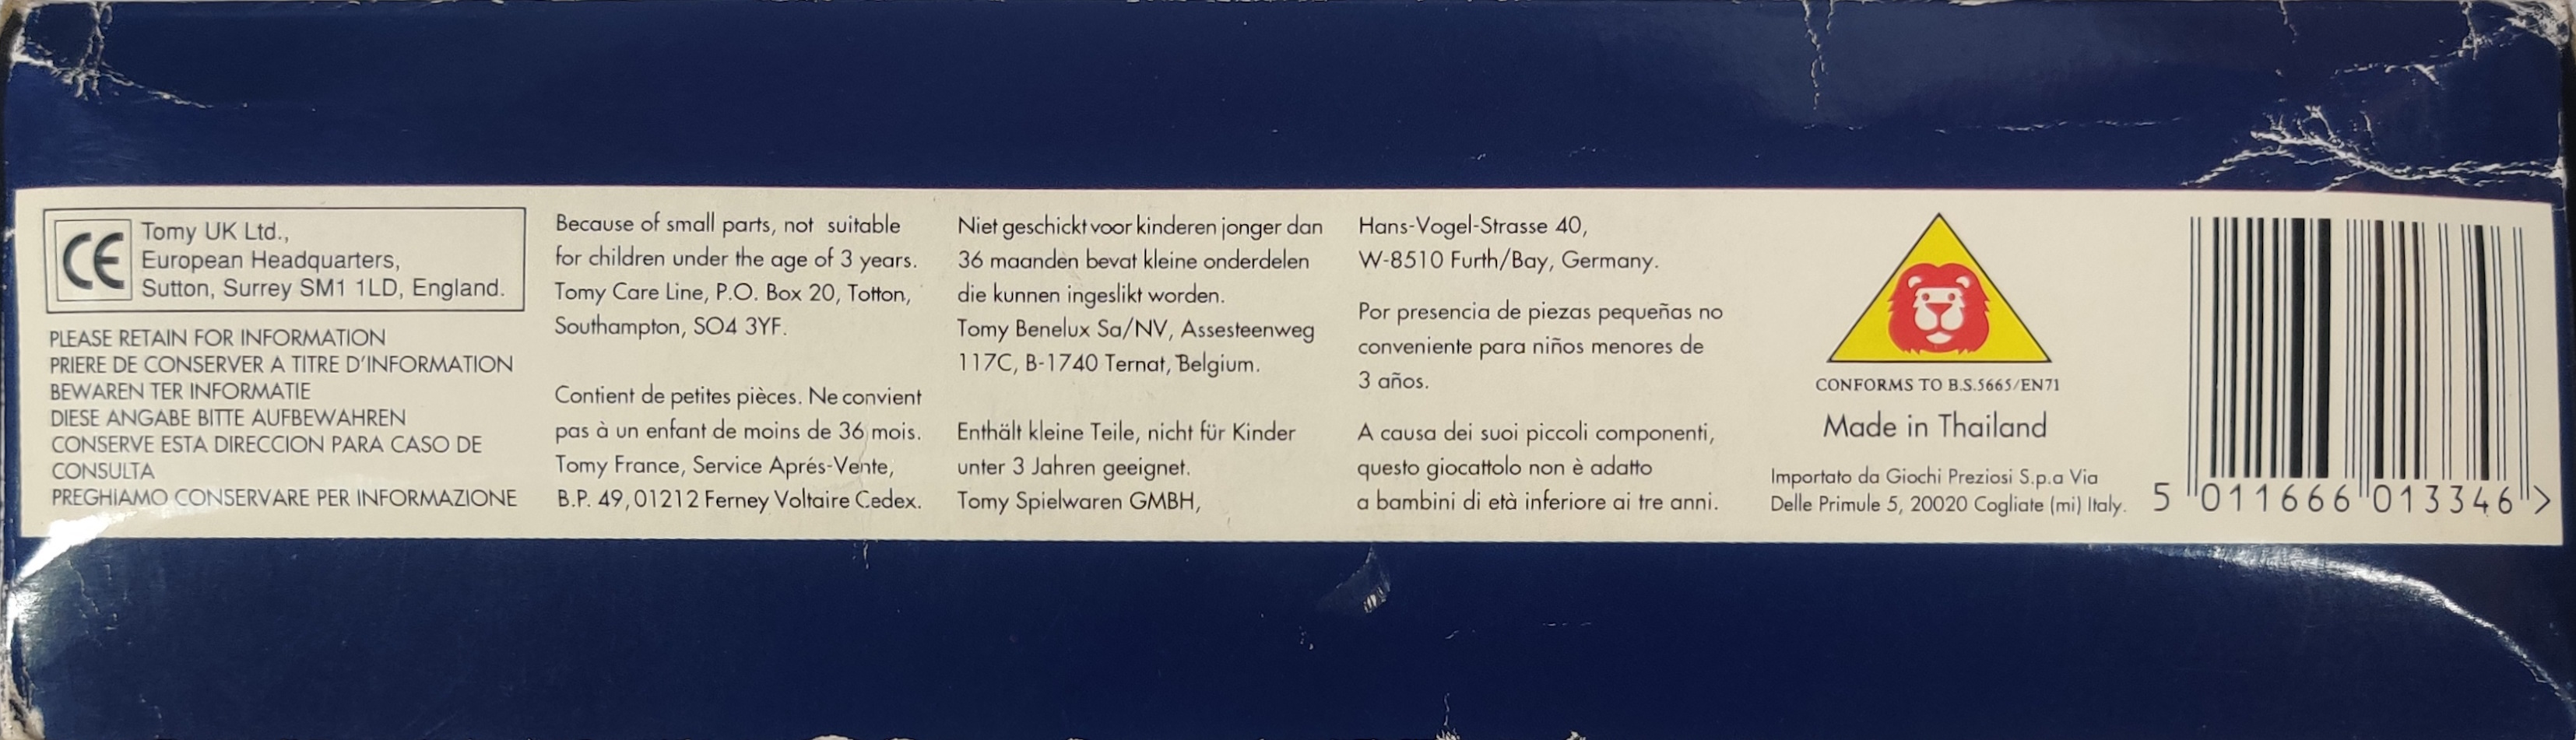 CE
Tomy UK Ltd.,
European Headquarters,
Sutton, Surrey SM1 1LD, England.
PLEASE RETAIN FOR INFORMATION
PRIERE DE CONSERVER A TITRE D'INFORMATION
BEWAREN TER INFORMATIE
DIESE ANGABE BITTE AUFBEWAHREN
CONSERVE ESTA DIRECCION PARA CASO DE
CONSULTA
PREGHIAMO CONSERVARE PER INFORMAZIONE
Because of small parts, not suitable
for children under the age of 3 years.
Tomy Care Line, P.O. Box 20, Totton,
Southampton, SO4 3YF.
Contient de petites pièces. Ne convient
pas à un enfant de moins de 36 mois.
Tomy France, Service Aprés-Vente,
B.P. 49, 01212 Ferney Voltaire Cedex.
Niet geschikt voor kinderen jonger dan
36 maanden bevat kleine onderdelen
die kunnen ingeslikt worden.
Tomy Benelux Sa/NV, Assesteenweg
117C, B-1740 Ternat, Belgium.
Enthält kleine Teile, nicht für Kinder
unter 3 Jahren geeignet.
Tomy Spielwaren GMBH,
Hans-Vogel-Strasse 40,
W-8510 Furth/Bay, Germany.
Por presencia de piezas pequeñas no
conveniente para niños menores de
3 años.
A causa dei suoi piccoli componenti,
questo giocattolo non è adatto
a bambini di età inferiore ai tre anni.
CONFORMS TO B.S.5665/EN71
Made in Thailand
Importato da Giochi Preziosi S.p.a Via
Delle Primule 5, 20020 Cogliate (mi) Italy.
5 011666 013346 >